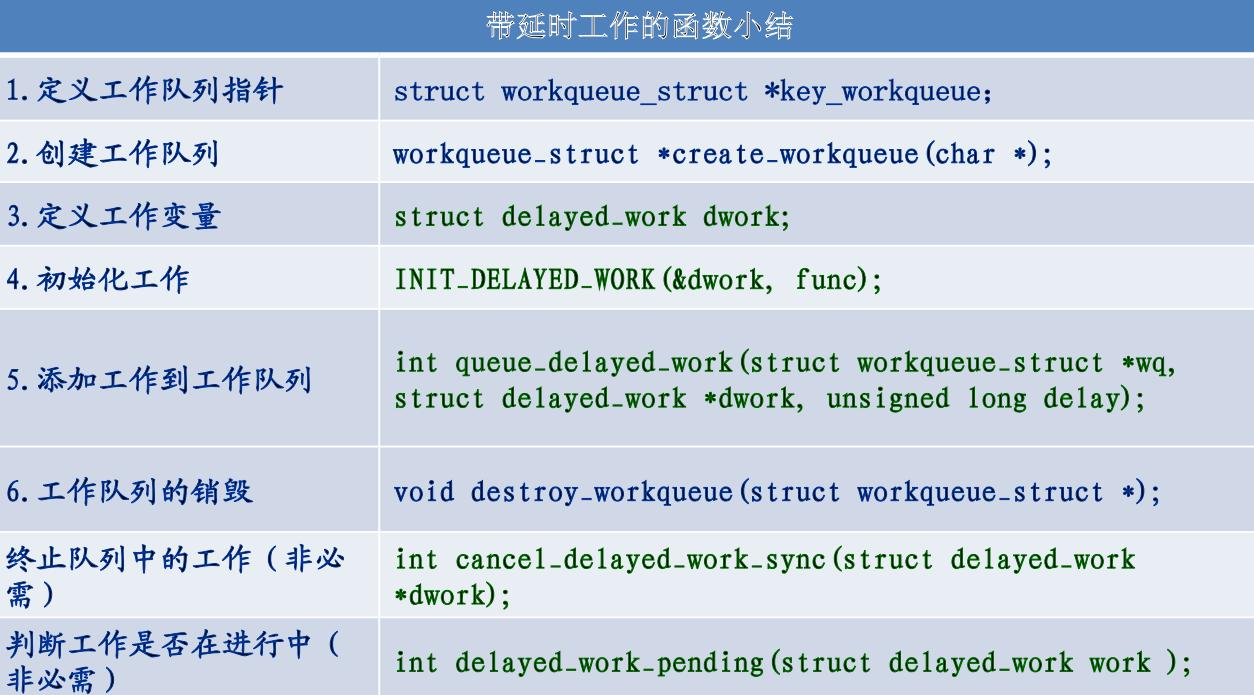 带延时工作的函数小结
1.定义工作队列指针
struct workqueue_struct *key_workqueue;
2.创建工作队列
workqueue_struct *create_workqueue(char *);
3.定义工作变量
struct delayed_work dwork;
4.初始化工作
INIT_DELAYED_WORK(&dwork, func);
5.添加工作到工作队列
int queue_delayed_work(struct workqueue_struct *wq,
struct delayed_work *dwork, unsigned long delay);
6.工作队列的销毁
void destroy_workqueue(struct workqueue_struct *);
终止队列中的工作（非必
需）
int cancel_delayed_work_sync(struct delayed_work
*dwork);
判断工作是否在进行中（
非必需）
int delayed_work_pending(struct delayed_work work );